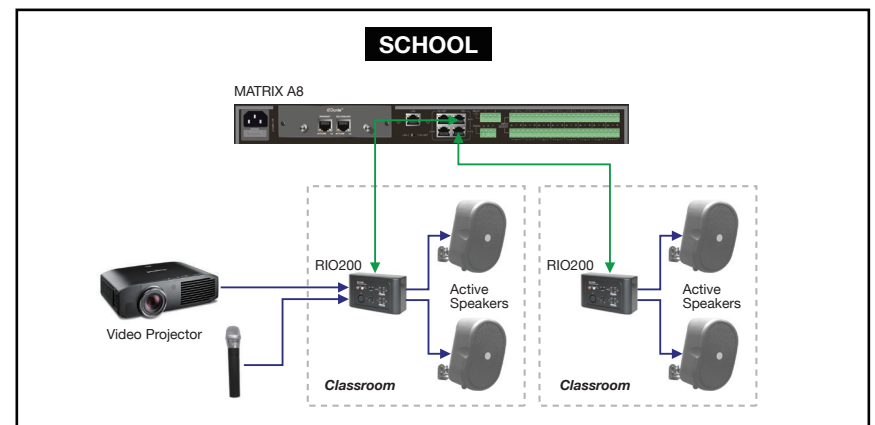 SCHOOL
MATRIX A8
RIO200
Active
Speakers
Classroom
RIO200
Active
Speakers
Classroom
Video Projector